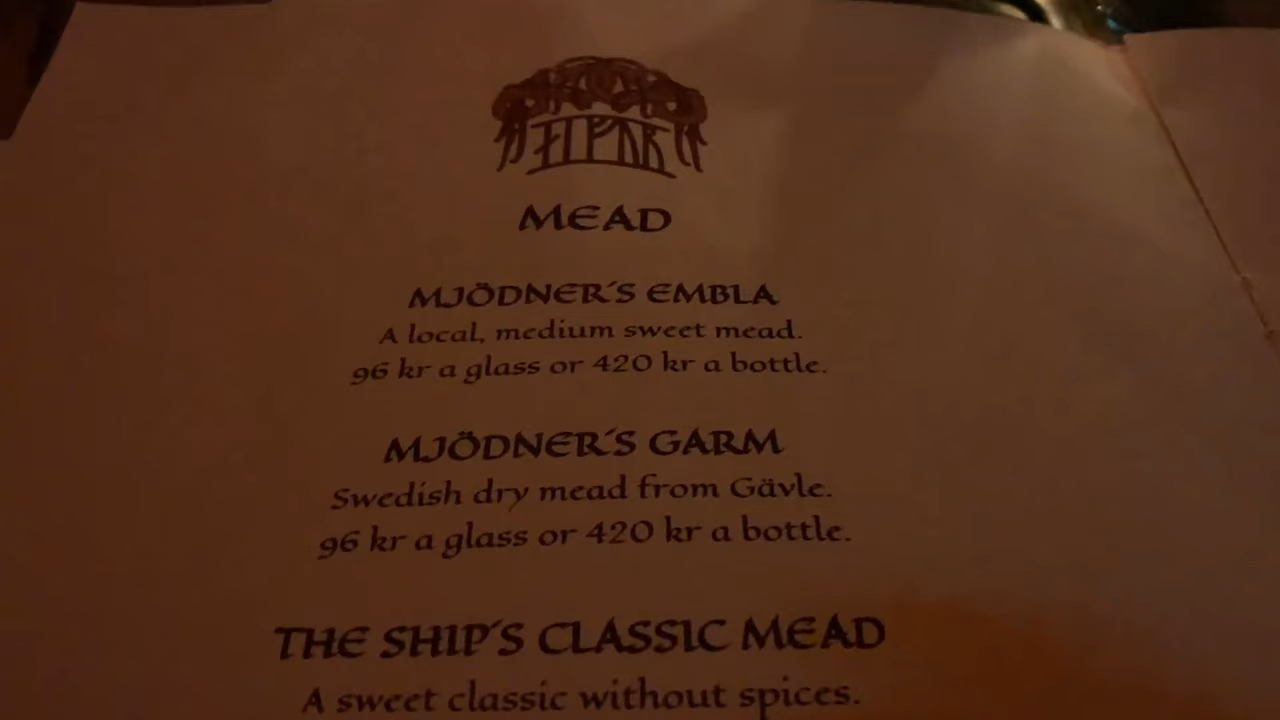 MEAD
MJÖDNER´S EMBLA
A local, medium sweet mead.
96 kr a glass or 420 kr a bottle.
MJÖDNER´S GARM
Swedish dry mead from Gävle.
96 kr a glass or 420 kr a bottle.
THE SHIP´S CLASSIC MEAD
A sweet classic without spices.